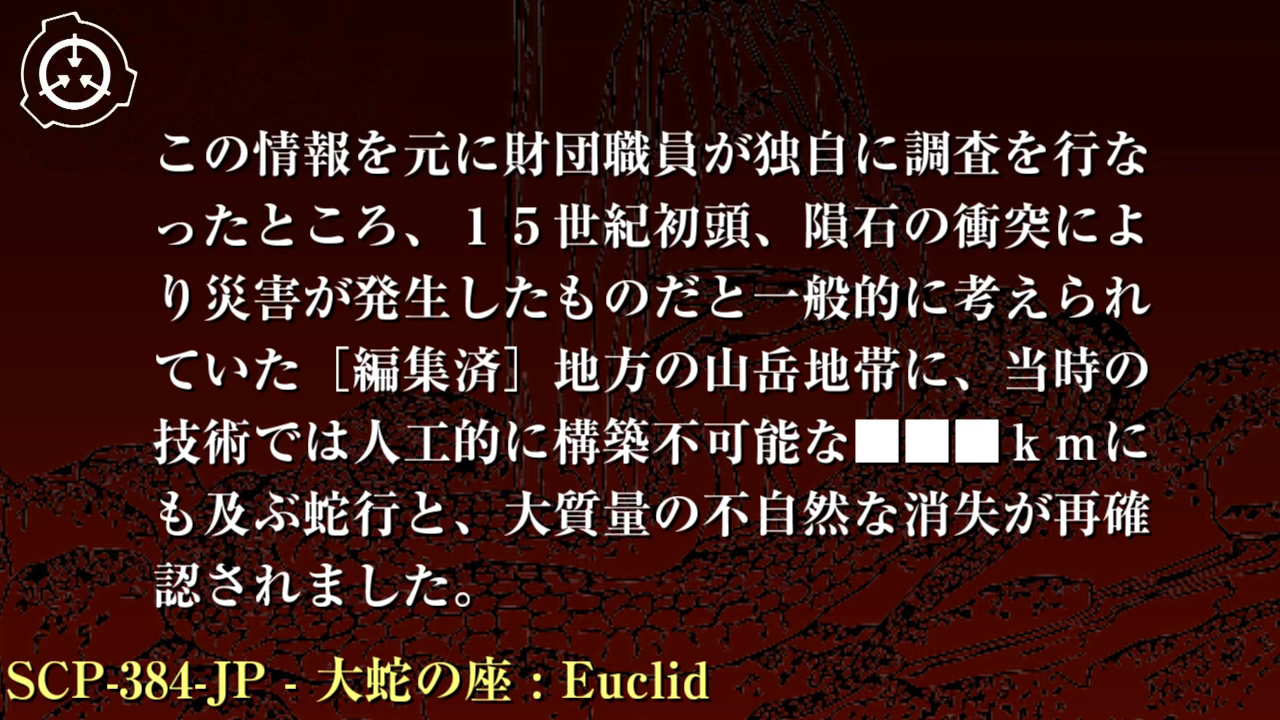 この情報を元に財団職員が独自に調査を行な
ったところ、１５世紀初頭、隕石の衝突によ
り災害が発生したものだと一般的に考えられ
ていた［編集済］地方の山岳地帯に、当時の
技術では人工的に構築不可能な■■■ｋｍに
も及ぶ蛇行と、大質量の不自然な消失が再確
認されました。
SCP-384-JP - 大蛇の座 : Euclid